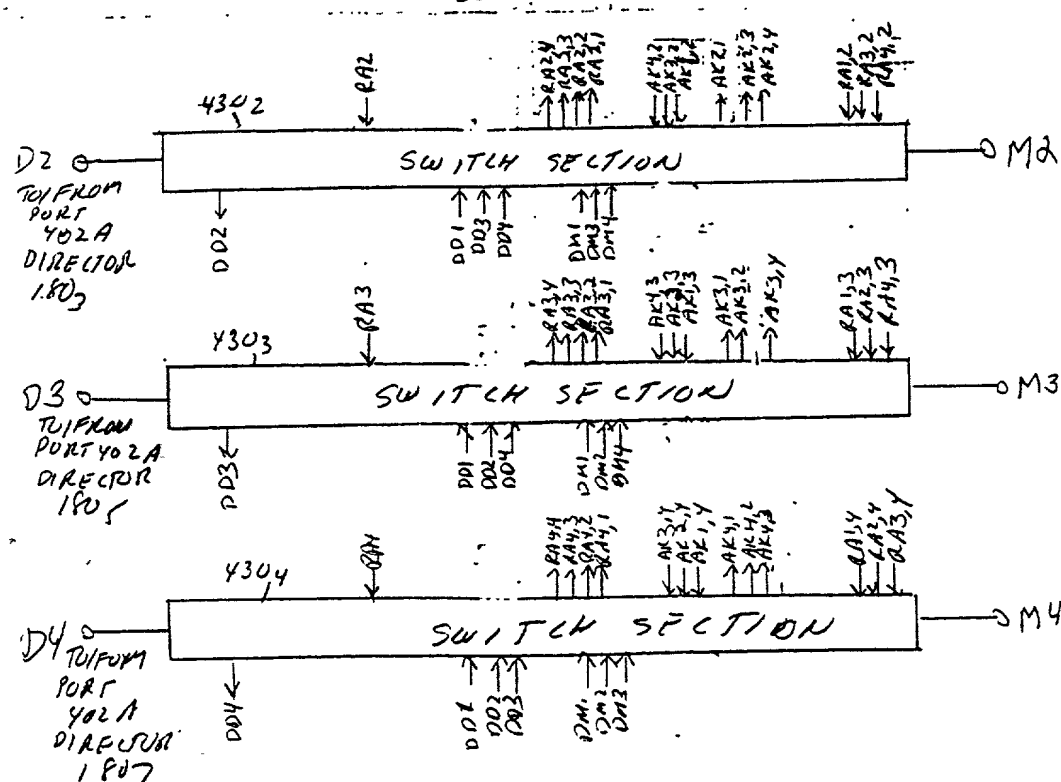 RA2,4 RA3,3 RA2,2 RA2,1 AK4,2 AK3,2 AK1,2 AK2,1 AK2,3 AK2,4 RA1,2 RA3,2 RA4,2
4302 RA2
D2 SWITCH SECTION M2
TO/FROM
PORT
402A
DIRECTOR
1803
DD2 DD1 DD3 DD4 DM1 DM3 DM4
RA3,4 RA3,3 RA3,1 AK4,3 AK1,3 AK3,1 AK3,2 AK3,4 RA1,3 RA2,3 RA4,3
4303 RA3
D3 SWITCH SECTION M3
TO/FROM
PORT 402A
DIRECTOR
1805
DD3 DD1 DD2 DD4 DM1 DM2 DM4
RA4,4 RA4,3 RA4,2 RA4,1 AK3,4 AK2,4 AK1,4 AK4,1 AK4,2 AK4,3 RA1,4 RA2,4 RA3,4
4304 RA4
D4 SWITCH SECTION M4
TO/FROM
PORT
402A
DIRECTOR
1807
DD4 DD1 DD2 DD3 DM1 DM2 DM3